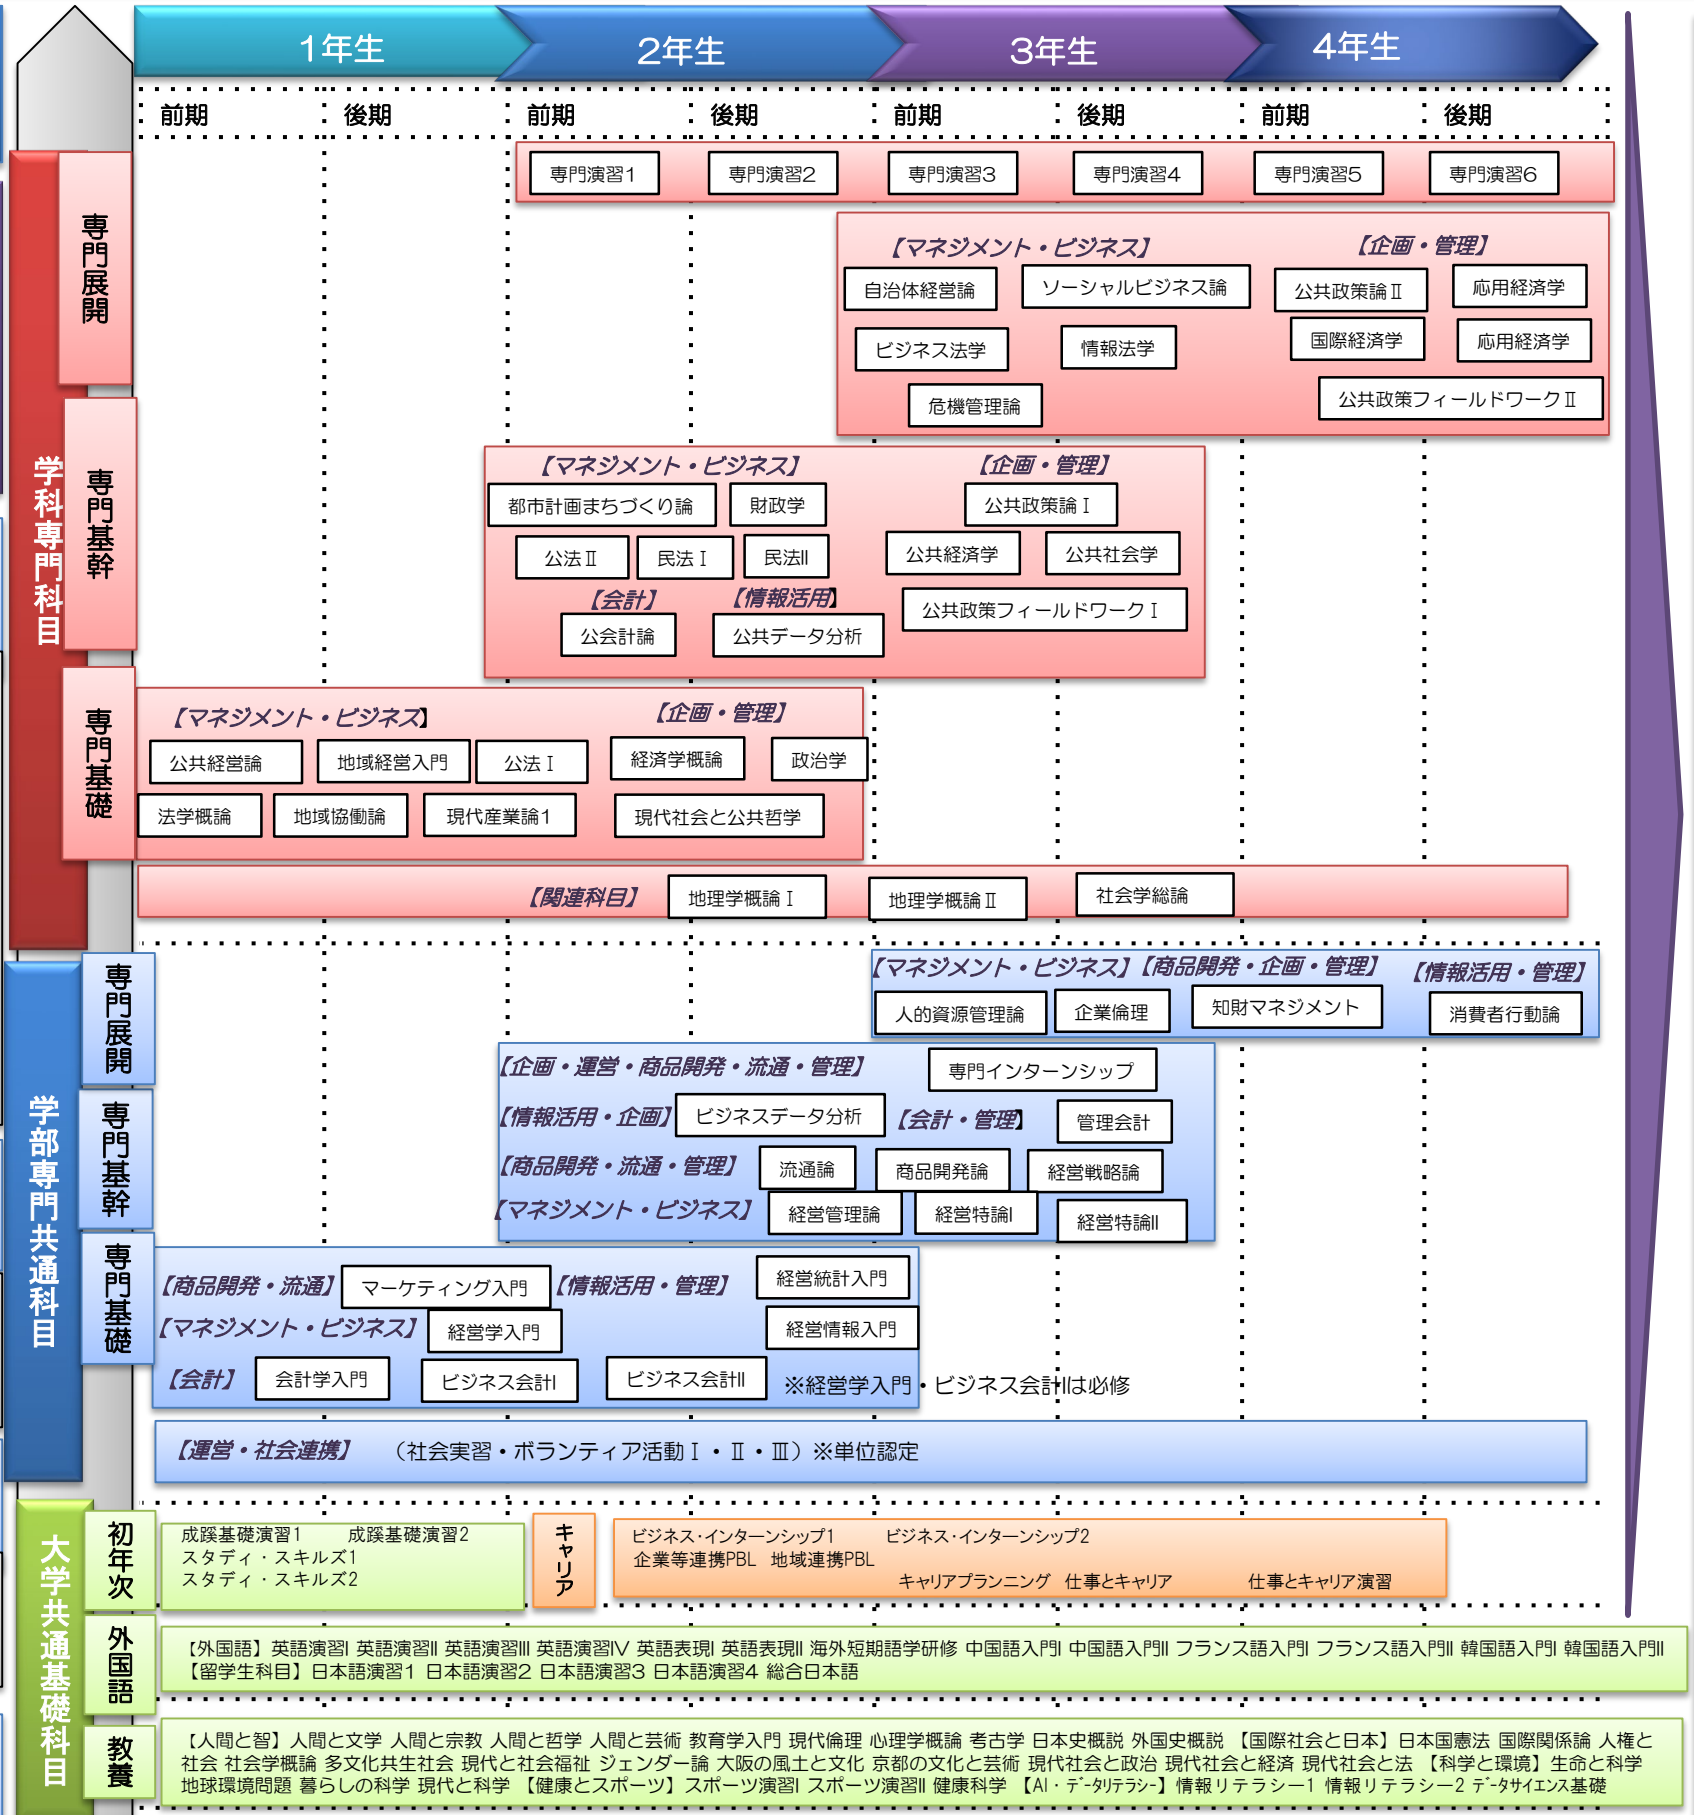 1年生 2年生 3年生 4年生
前期 後期 前期 後期 前期 後期 前期 後期
学科専門科目
専門展開
専門演習1 専門演習2 専門演習3 専門演習4 専門演習5 専門演習6
【マネジメント・ビジネス】 【企画・管理】
自治体経営論 ソーシャルビジネス論 公共政策論Ⅱ 応用経済学
ビジネス法学 情報法学 国際経済学 応用経済学
危機管理論 公共政策フィールドワークⅡ
専門基幹
【マネジメント・ビジネス】 【企画・管理】
都市計画まちづくり論 財政学 公共政策論Ⅰ
公法Ⅱ 民法Ⅰ 民法II 公共経済学 公共社会学
【会計】 【情報活用】 公共政策フィールドワークⅠ
公会計論 公共データ分析
専門基礎
【マネジメント・ビジネス】 【企画・管理】
公共経営論 地域経営入門 公法Ⅰ 経済学概論 政治学
法学概論 地域協働論 現代産業論1 現代社会と公共哲学
【関連科目】 地理学概論Ⅰ 地理学概論Ⅱ 社会学総論
学部専門共通科目
専門展開
【マネジメント・ビジネス】【商品開発・企画・管理】 【情報活用・管理】
人的資源管理論 企業倫理 知財マネジメント 消費者行動論
専門基幹
【企画・運営・商品開発・流通・管理】 専門インターンシップ
【情報活用・企画】 ビジネスデータ分析 【会計・管理】 管理会計
【商品開発・流通・管理】 流通論 商品開発論 経営戦略論
【マネジメント・ビジネス】 経営管理論 経営特論I 経営特論II
専門基礎
【商品開発・流通】 マーケティング入門 【情報活用・管理】 経営統計入門
【マネジメント・ビジネス】 経営学入門 経営情報入門
【会計】 会計学入門 ビジネス会計I ビジネス会計II ※経営学入門・ビジネス会計Iは必修
【運営・社会連携】 （社会実習・ボランティア活動Ⅰ・Ⅱ・Ⅲ）※単位認定
大学共通基礎科目
初年次
成蹊基礎演習1 成蹊基礎演習2
スタディ・スキルズ1
スタディ・スキルズ2
キャリア
ビジネス・インターンシップ1 ビジネス・インターンシップ2
企業等連携PBL 地域連携PBL
キャリアプランニング 仕事とキャリア 仕事とキャリア演習
外国語
【外国語】英語演習I 英語演習II 英語演習III 英語演習IV 英語表現I 英語表現II 海外短期語学研修 中国語入門I 中国語入門II フランス語入門I フランス語入門II 韓国語入門I 韓国語入門II
【留学生科目】日本語演習1 日本語演習2 日本語演習3 日本語演習4 総合日本語
教養
【人間と智】人間と文学 人間と宗教 人間と哲学 人間と芸術 教育学入門 現代倫理 心理学概論 考古学 日本史概説 外国史概説 【国際社会と日本】日本国憲法 国際関係論 人権と
社会 社会学概論 多文化共生社会 現代と社会福祉 ジェンダー論 大阪の風土と文化 京都の文化と芸術 現代社会と政治 現代社会と経済 現代社会と法 【科学と環境】生命と科学
地球環境問題 暮らしの科学 現代と科学 【健康とスポーツ】スポーツ演習I スポーツ演習II 健康科学 【AI・ﾃﾞｰﾀﾘﾃﾗｼｰ】情報リテラシー1 情報リテラシー2 ﾃﾞｰﾀｻｲｴﾝｽ基礎